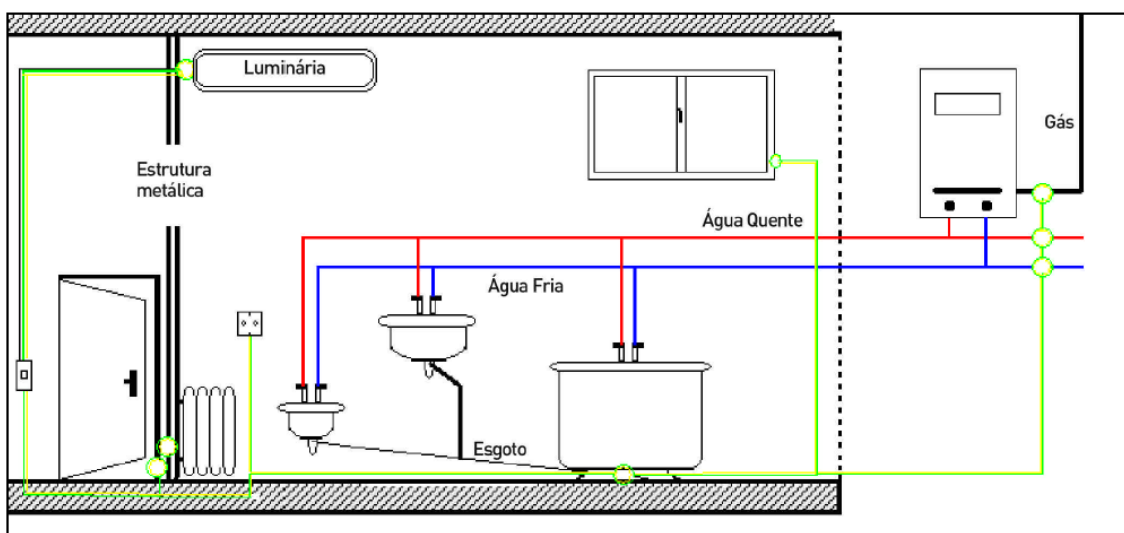 Luminária
Gás
Estrutura
metálica
Água Quente
Água Fria
Esgoto